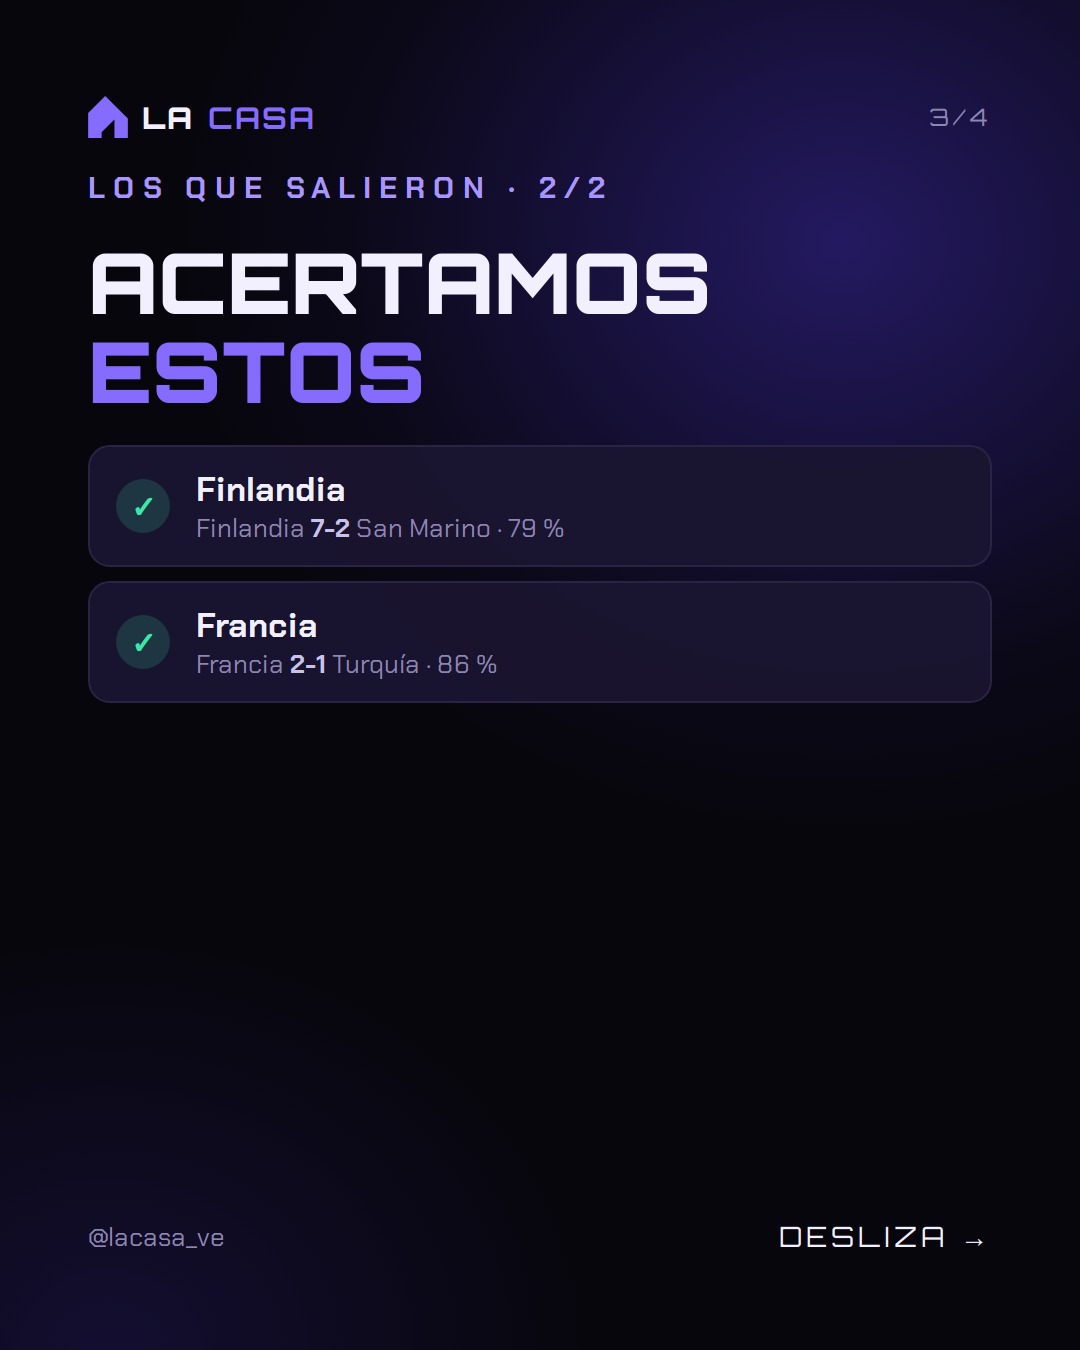 LA CASA
3/4
LOS QUE SALIERON · 2/2
ACERTAMOS
ESTOS
✓
Finlandia
Finlandia 7-2 San Marino · 79 %
✓
Francia
Francia 2-1 Turquía · 86 %
@lacasa_ve
DESLIZA →